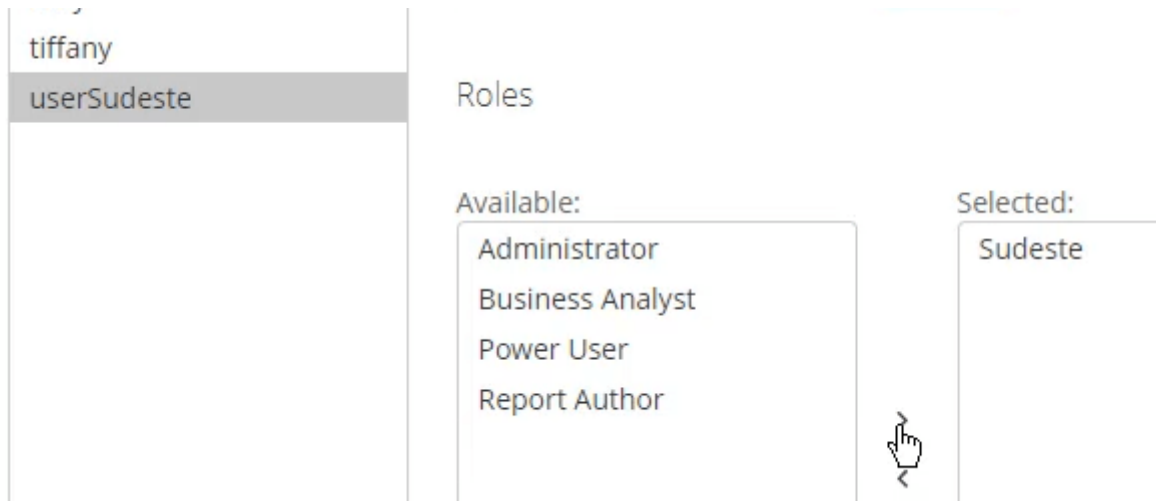 tiffany
userSudeste
Roles
Available:
Administrator
Business Analyst
Power User
Report Author
Selected:
Sudeste